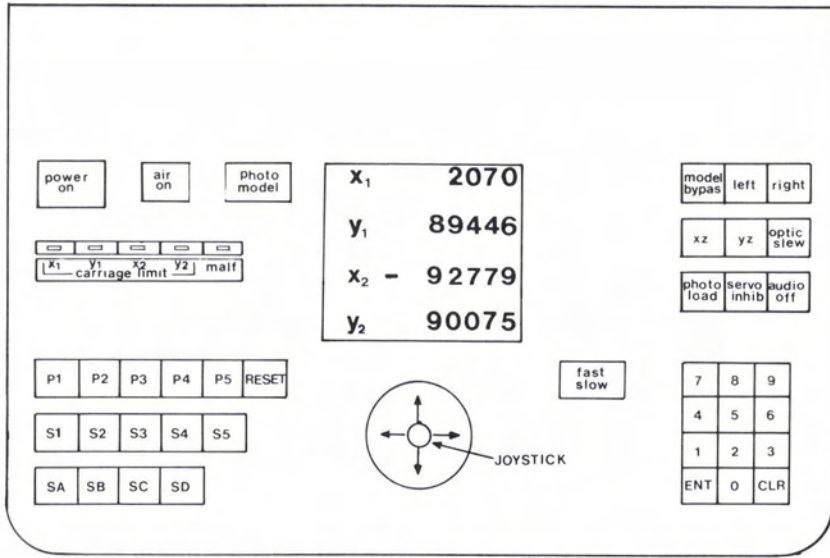 power on
air on
Photo model
x₁ y₁ x₂ y₂ malf
carriage limit
x₁ 2070
y₁ 89446
x₂ - 92779
y₂ 90075
model bypas left right
xz yz optic slew
photo load servo inhib audio off
P1 P2 P3 P4 P5 RESET
S1 S2 S3 S4 S5
SA SB SC SD
JOYSTICK
fast slow
7 8 9
4 5 6
1 2 3
ENT 0 CLR